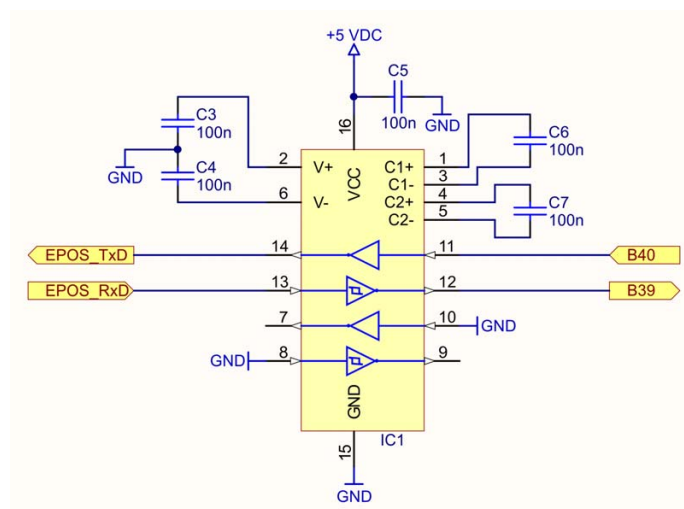 +5 VDC
C5
100n
GND
16
C3
100n
GND
C4
100n
2
V+
VCC
C1+
1
C6
100n
C1-
3
6
V-
C2+
4
C7
100n
C2-
5
EPOS_TxD
14
11
B40
EPOS_RxD
13
12
B39
7
10
GND
GND
8
9
GND
IC1
15
GND